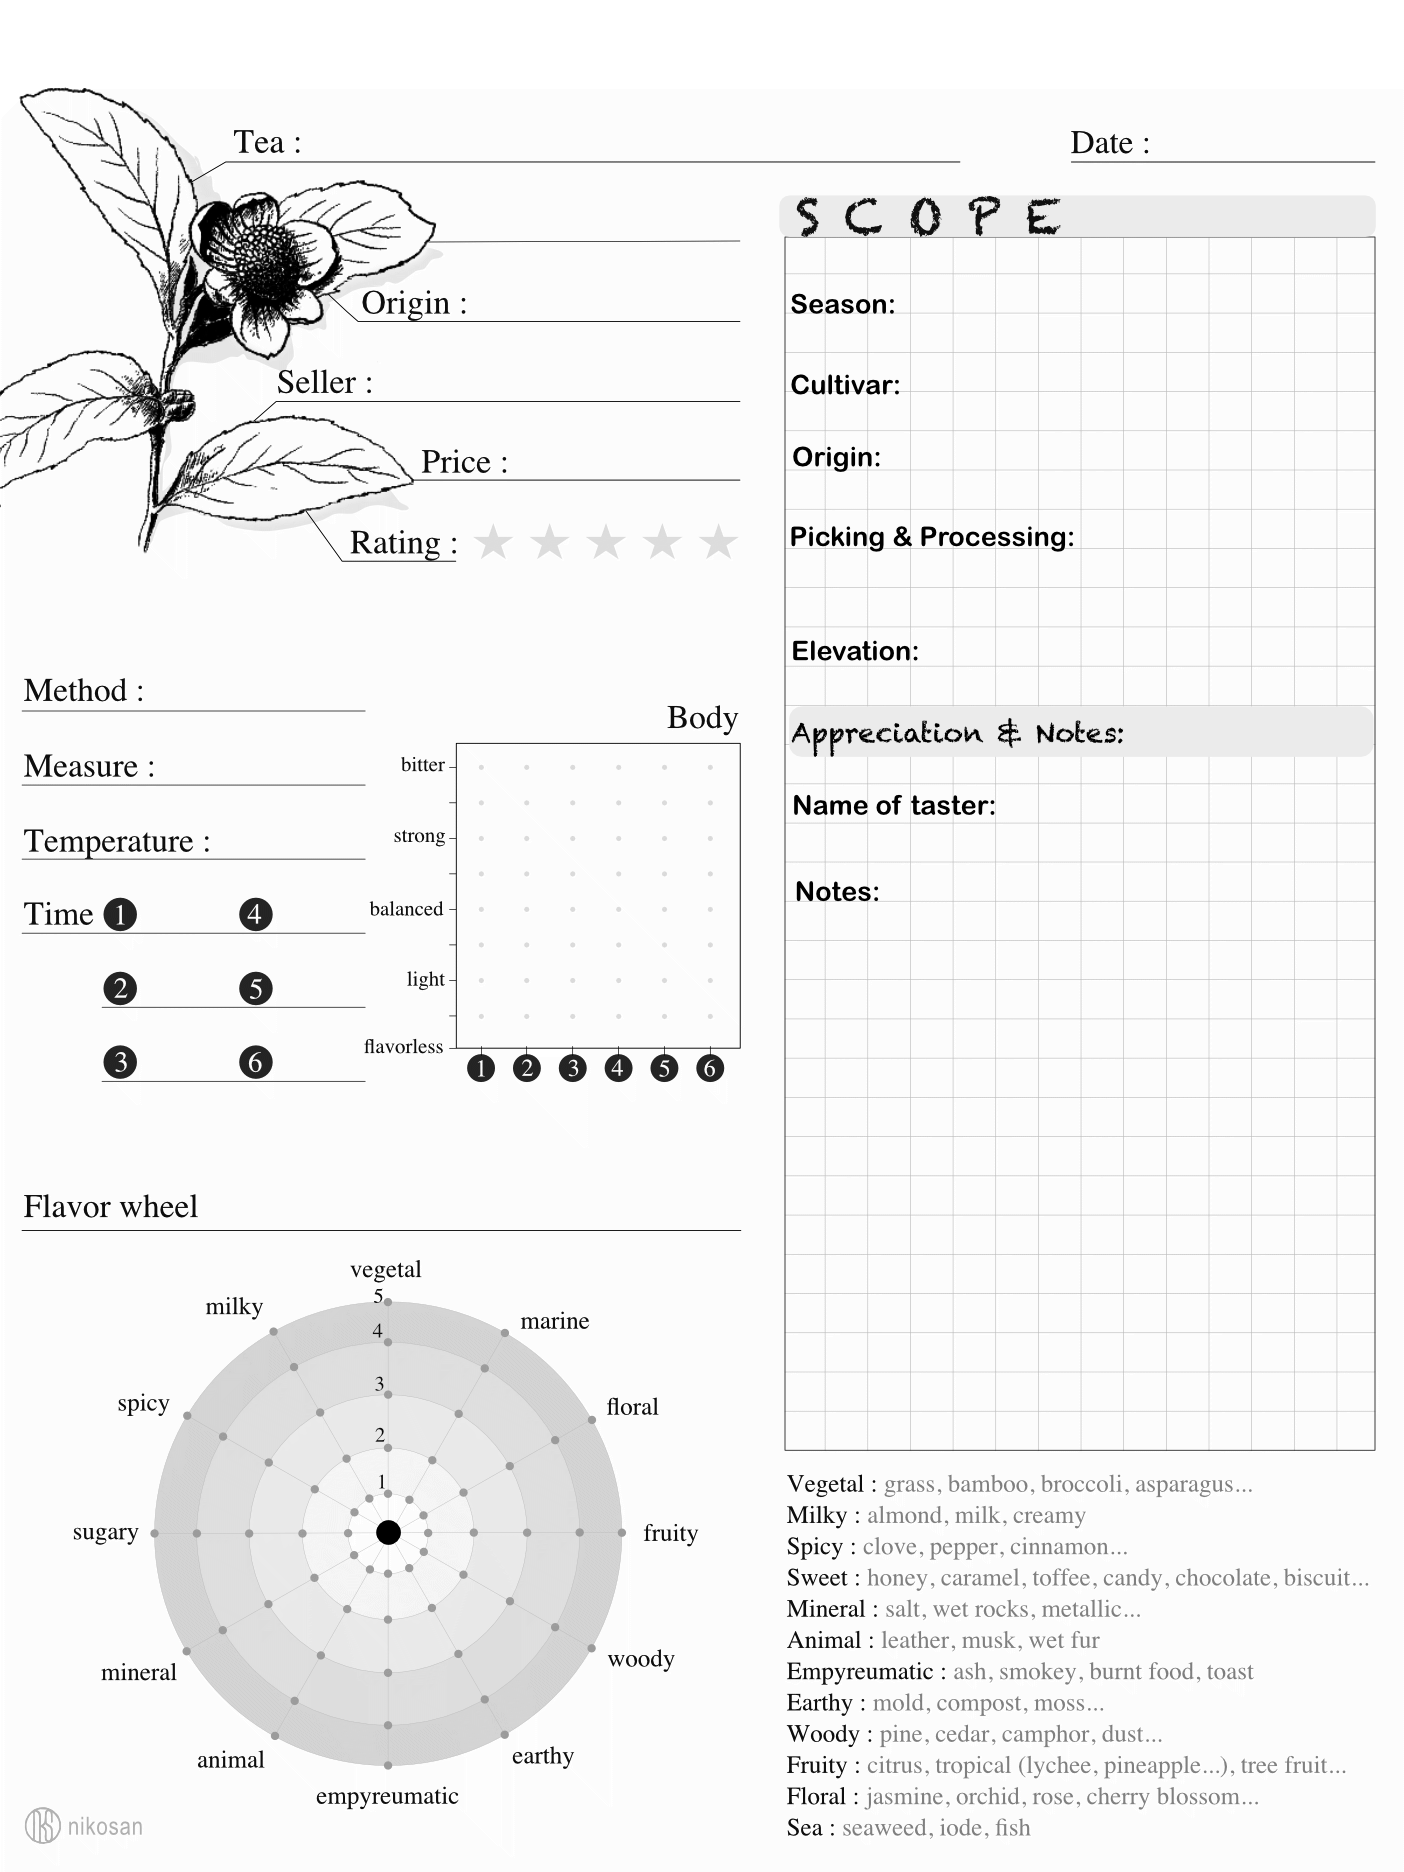 Tea :
Date :
Origin :
Seller :
Price :
Rating :
SCOPE
Season:
Cultivar:
Origin:
Picking & Processing:
Elevation:
Appreciation & Notes:
Name of taster:
Notes:
Method :
Measure :
Temperature :
Time 1 4
2 5
3 6
Body
bitter
strong
balanced
light
flavorless
1 2 3 4 5 6
Flavor wheel
vegetal
marine
floral
fruity
woody
earthy
empyreumatic
animal
mineral
sugary
spicy
milky
5
4
3
2
1
Vegetal : grass, bamboo, broccoli, asparagus...
Milky : almond, milk, creamy
Spicy : clove, pepper, cinnamon...
Sweet : honey, caramel, toffee, candy, chocolate, biscuit...
Mineral : salt, wet rocks, metallic...
Animal : leather, musk, wet fur
Empyreumatic : ash, smokey, burnt food, toast
Earthy : mold, compost, moss...
Woody : pine, cedar, camphor, dust...
Fruity : citrus, tropical (lychee, pineapple...), tree fruit...
Floral : jasmine, orchid, rose, cherry blossom...
Sea : seaweed, iode, fish
nikosan